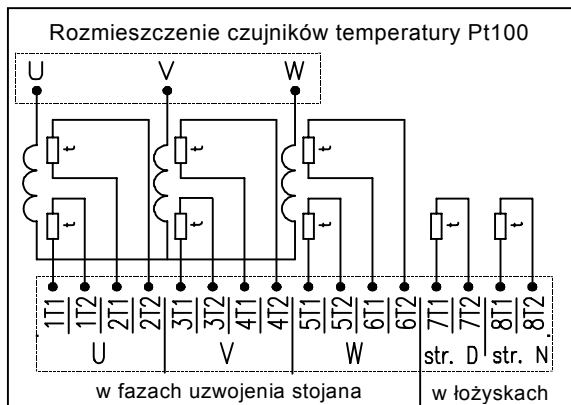 Rozmieszczenie czujników temperatury Pt100
U V W
t t t
t t t t t
1T1 1T2 2T1 2T2 3T1 3T2 4T1 4T2 5T1 5T2 6T1 6T2 7T1 7T2 8T1 8T2
U V W str. D str. N
w fazach uzwojenia stojana w łożyskach